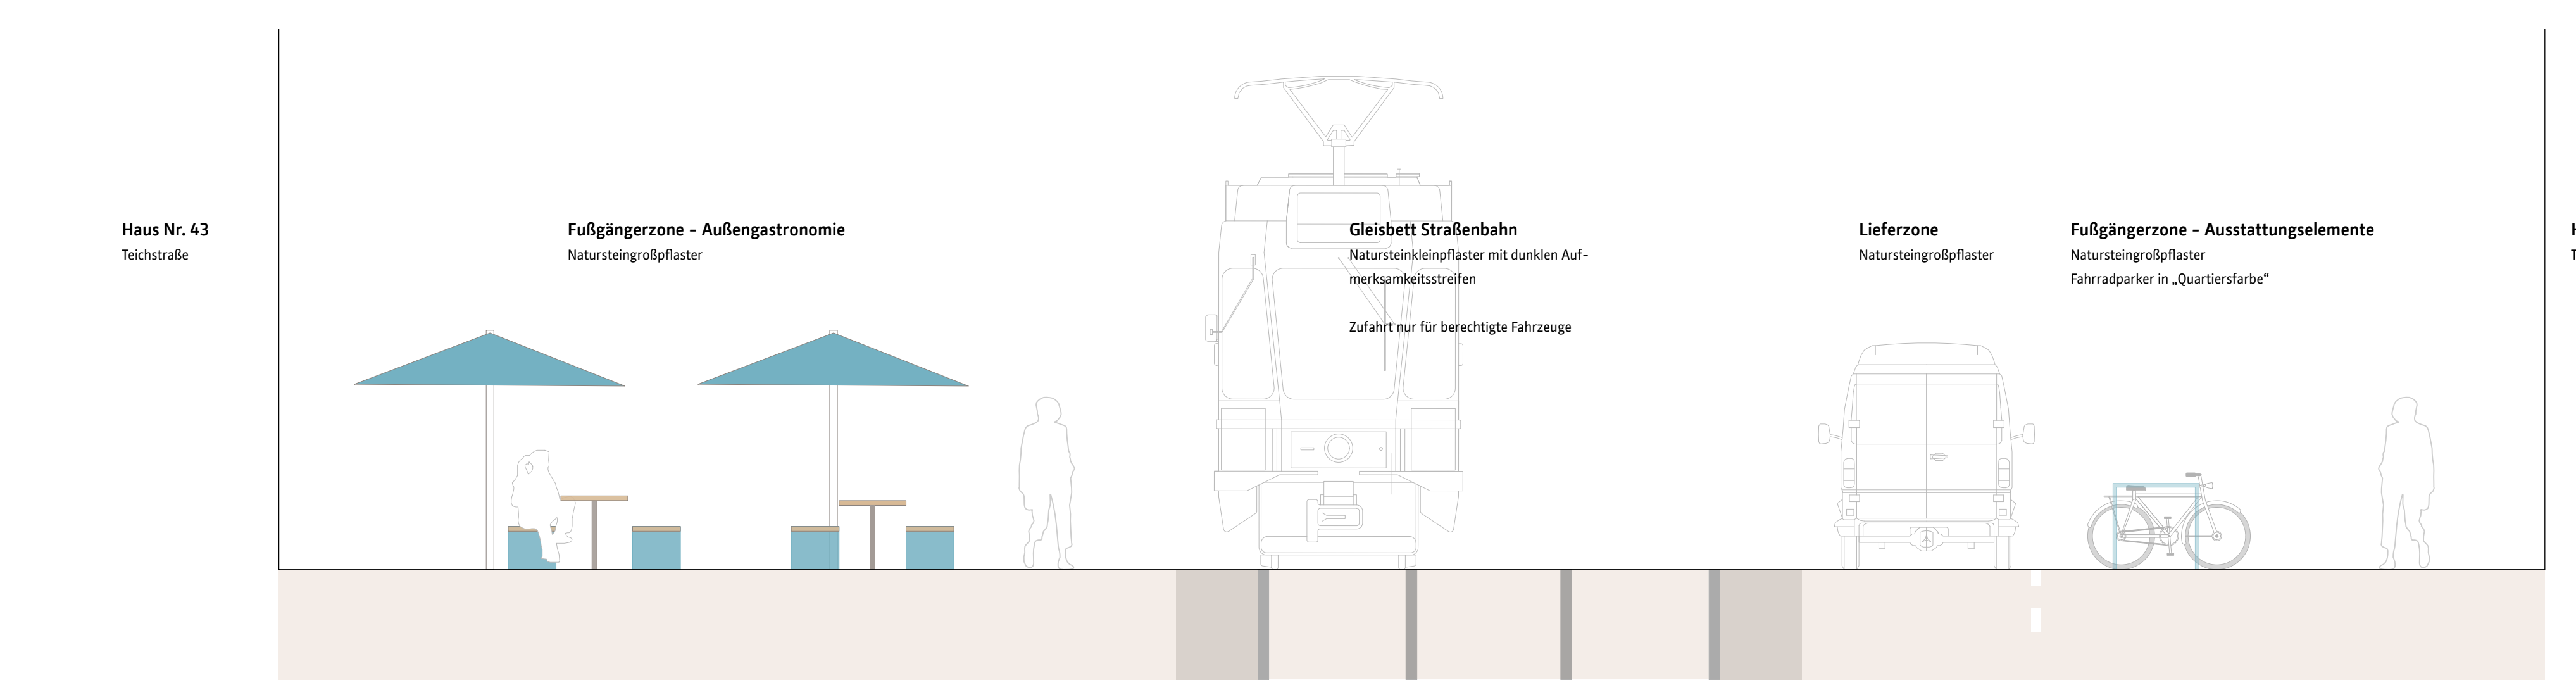 Haus Nr. 43
Teichstraße
Fußgängerzone - Außengastronomie
Natursteingroßpflaster
Gleisbett Straßenbahn
Natursteinkleinpflaster mit dunklen Auf-
merksamkeitsstreifen
Zufahrt nur für berechtigte Fahrzeuge
Lieferzone
Natursteingroßpflaster
Fußgängerzone - Ausstattungselemente
Natursteingroßpflaster
Fahrradparker in „Quartiersfarbe“